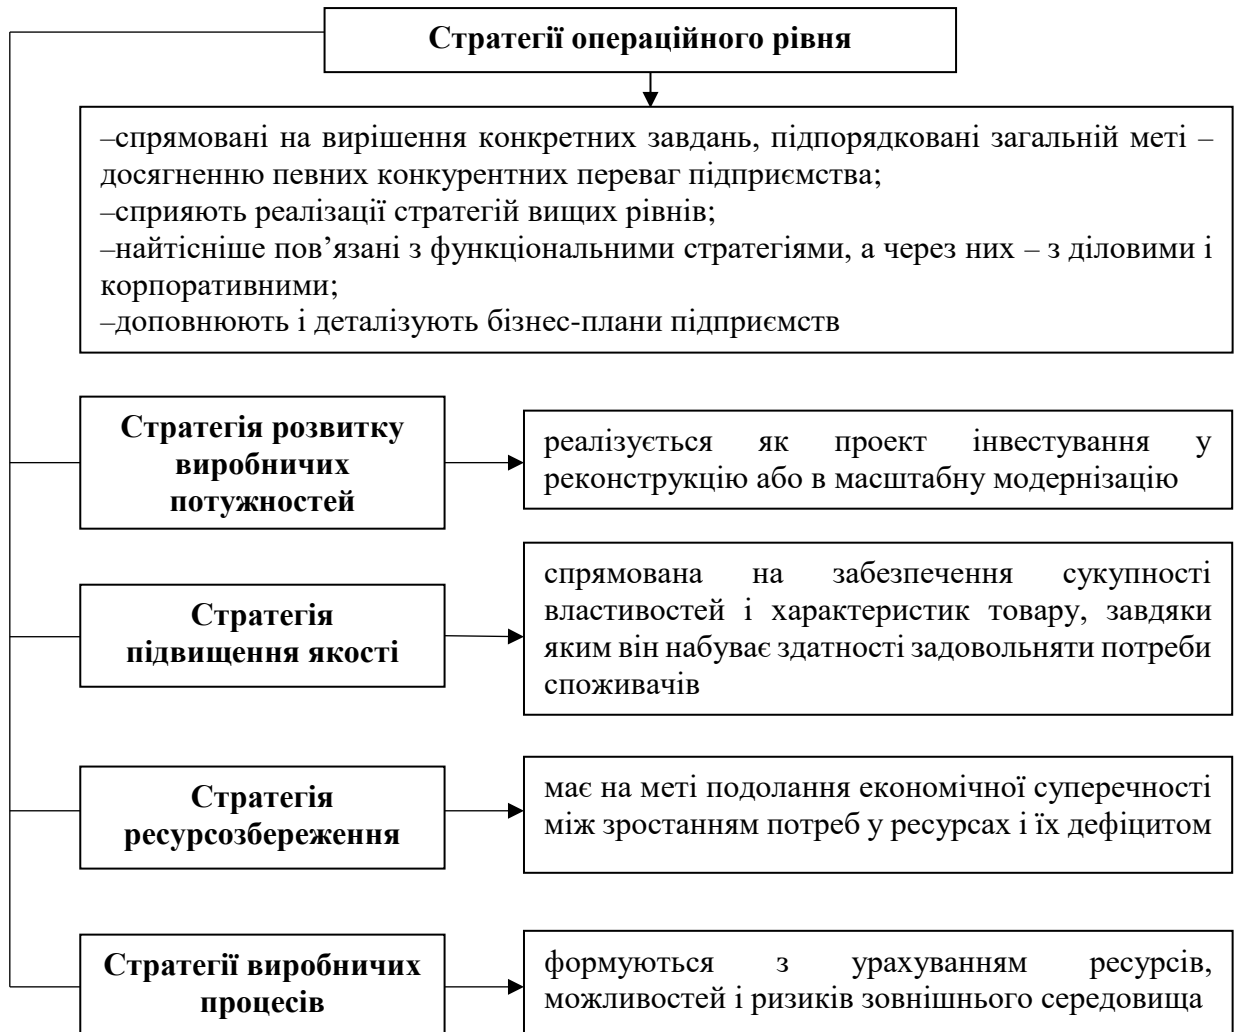 Стратегії операційного рівня
–спрямовані на вирішення конкретних завдань, підпорядковані загальній меті –
досягненню певних конкурентних переваг підприємства;
–сприяють реалізації стратегій вищих рівнів;
–найтісніше пов’язані з функціональними стратегіями, а через них – з діловими і
корпоративними;
–доповнюють і деталізують бізнес-плани підприємств
Стратегія розвитку
виробничих
потужностей
реалізується як проект інвестування у
реконструкцію або в масштабну модернізацію
Стратегія
підвищення якості
спрямована на забезпечення сукупності
властивостей і характеристик товару, завдяки
яким він набуває здатності задовольняти потреби
споживачів
Стратегія
ресурсозбереження
має на меті подолання економічної суперечності
між зростанням потреб у ресурсах і їх дефіцитом
Стратегії виробничих
процесів
формуються з урахуванням ресурсів,
можливостей і ризиків зовнішнього середовища